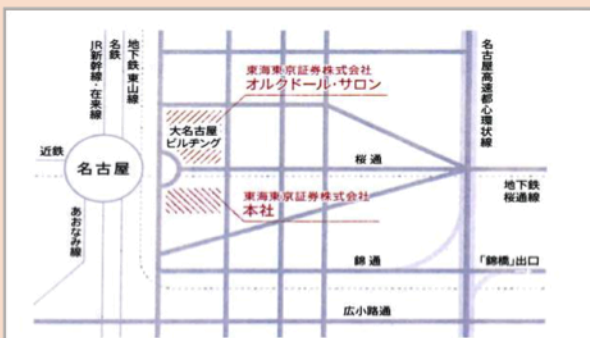 JR新幹線・在来線
名鉄
地下鉄 東山線
東海東京証券株式会社
オルクドール・サロン
名古屋高速都心環状線
大名古屋
ビルヂング
近鉄
名古屋
桜通
地下鉄
桜通線
東海東京証券株式会社
本社
あおなみ線
錦通
「錦橋」出口
広小路通